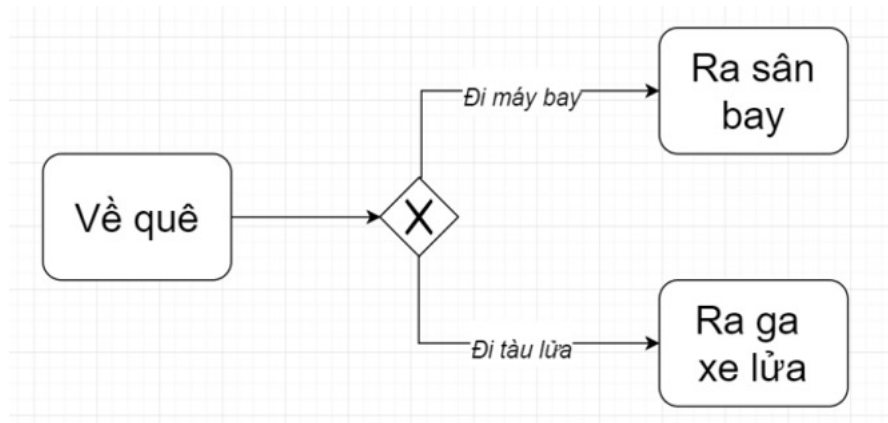 Về quê
X
Đi máy bay
Ra sân
bay
Đi tàu lửa
Ra ga
xe lửa